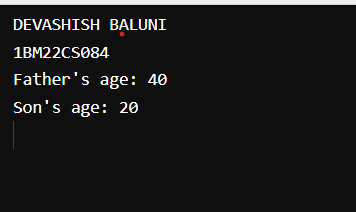 DEVASHISH BALUNI
1BM22CS084
Father's age: 40
Son's age: 20